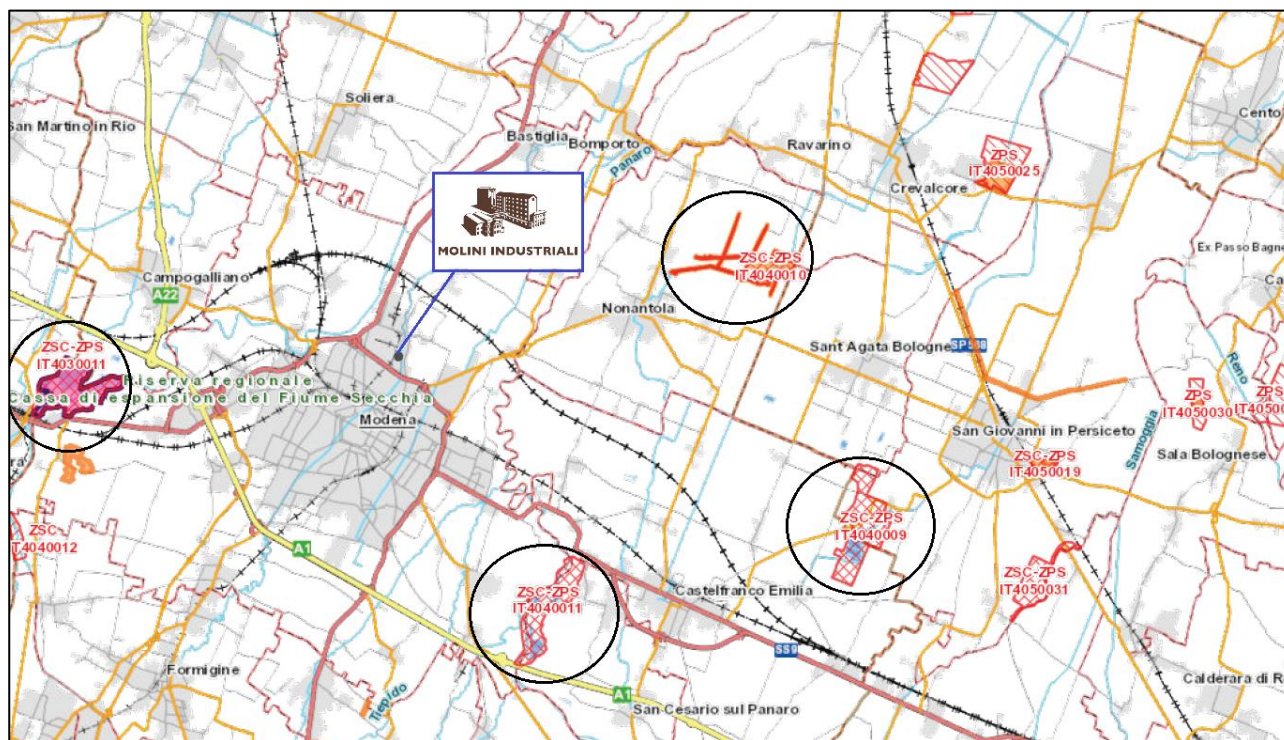 San Martino in Rio
Soliera
Bastiglia
Bomporto
Panaro
Ravarino
Crevalcore
ZPS
IT4050025
Cento
MOLINI INDUSTRIALI
Campogalliano
A22
ZSC-ZPS
IT4040010
Nonantola
Ex Passo Bagne
Ca
ZSC-ZPS
IT4030011
Riserva regionale
Cassa di espansione del Fiume Secchia
Modena
Sant Agata Bolognese
SP568
Reno
IT4050030
San Giovanni in Persiceto
ZSC-ZPS
IT4050019
Samoggia
Sala Bolognese
ZSC
IT4040012
A1
ZSC-ZPS
IT4040009
ZSC-ZPS
IT4040011
Castelfranco Emilia
ZSC-ZPS
IT4050031
SS9
Formigine
Tiepido
A1
San Cesario sul Panaro
Calderara di R